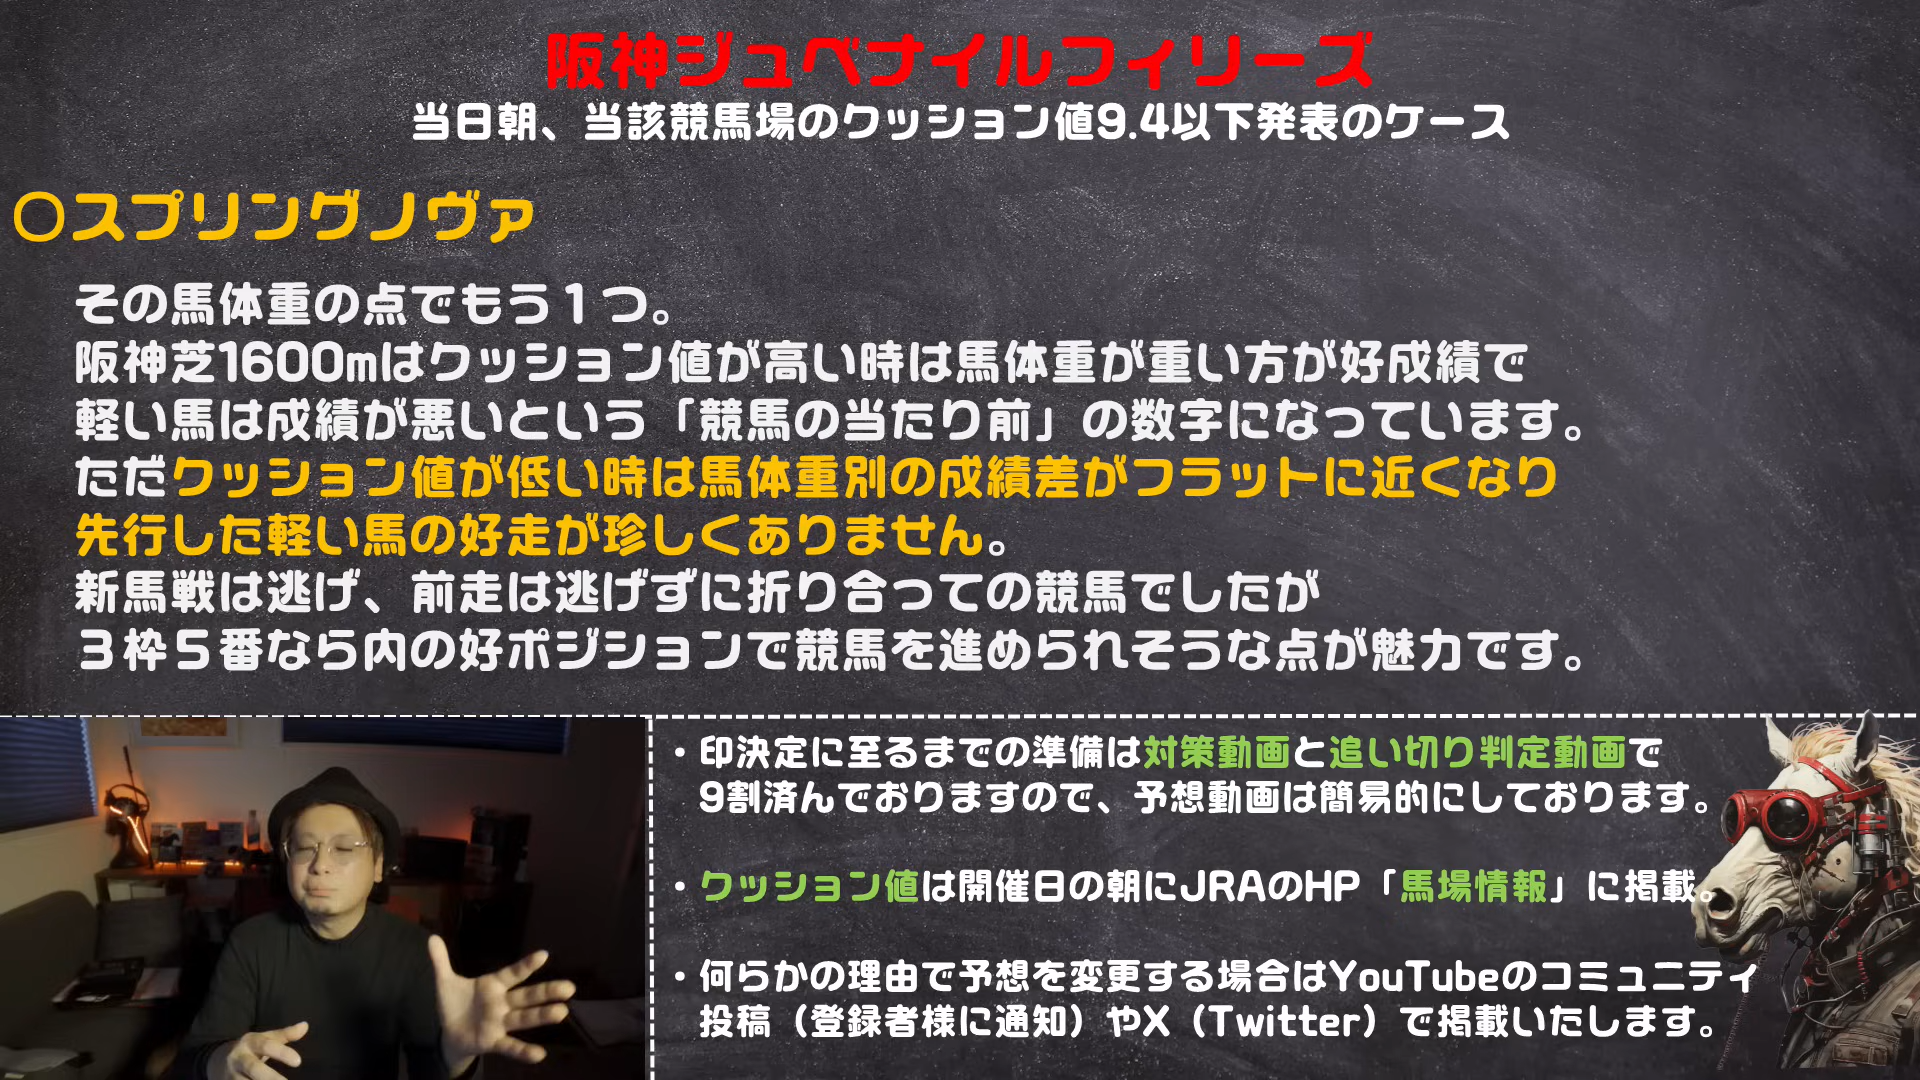 阪神ジュベナイルフィリーズ
当日朝、当該競馬場のクッション値9.4以下発表のケース
〇スプリングノヴァ
その馬体重の点でもう１つ。
阪神芝1600mはクッション値が高い時は馬体重が重い方が好成績で
軽い馬は成績が悪いという「競馬の当たり前」の数字になっています。
ただクッション値が低い時は馬体重別の成績差がフラットに近くなり
先行した軽い馬の好走が珍しくありません。
新馬戦は逃げ、前走は逃げずに折り合っての競馬でしたが
３枠５番なら内の好ポジションで競馬を進められそうな点が魅力です。
・印決定に至るまでの準備は対策動画と追い切り判定動画で
9割済んでおりますので、予想動画は簡易的にしております。
・クッション値は開催日の朝にJRAのHP「馬場情報」に掲載。
・何らかの理由で予想を変更する場合はYouTubeのコミュニティ
投稿（登録者様に通知）やX（Twitter）で掲載いたします。